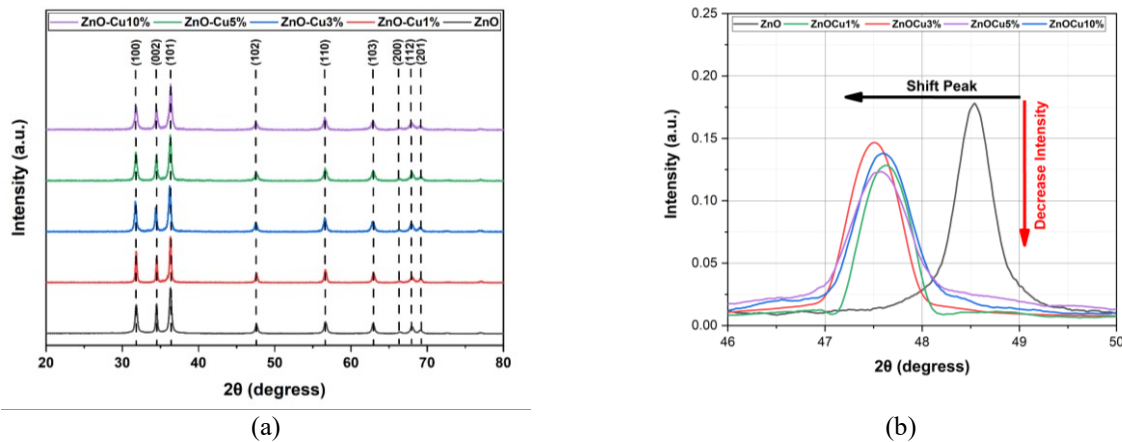 ZnO-Cu10% ZnO-Cu5% ZnO-Cu3% ZnO-Cu1% ZnO
(100) (002) (101) (102) (110) (103) (200) (112) (201)
Intensity (a.u.)
20 30 40 50 60 70 80
2θ (degress)
(a)
ZnO ZnOCu1% ZnOCu3% ZnOCu5% ZnOCu10%
Shift Peak
Decrease Intensity
Intensity (a.u.)
0.25
0.20
0.15
0.10
0.05
0.00
46 47 48 49 50
2θ (degress)
(b)